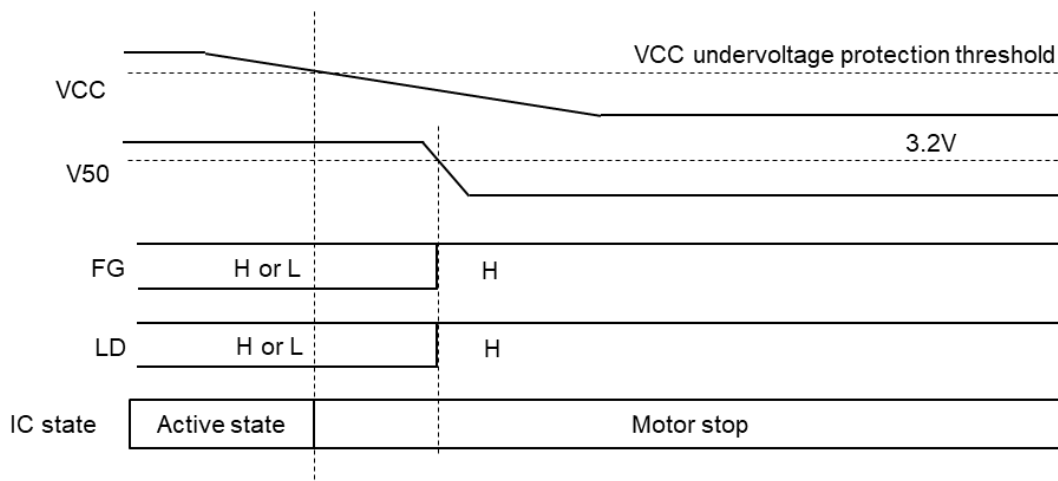 VCC undervoltage protection threshold
VCC
3.2V
V50
FG
H or L
H
LD
H or L
H
IC state
Active state
Motor stop